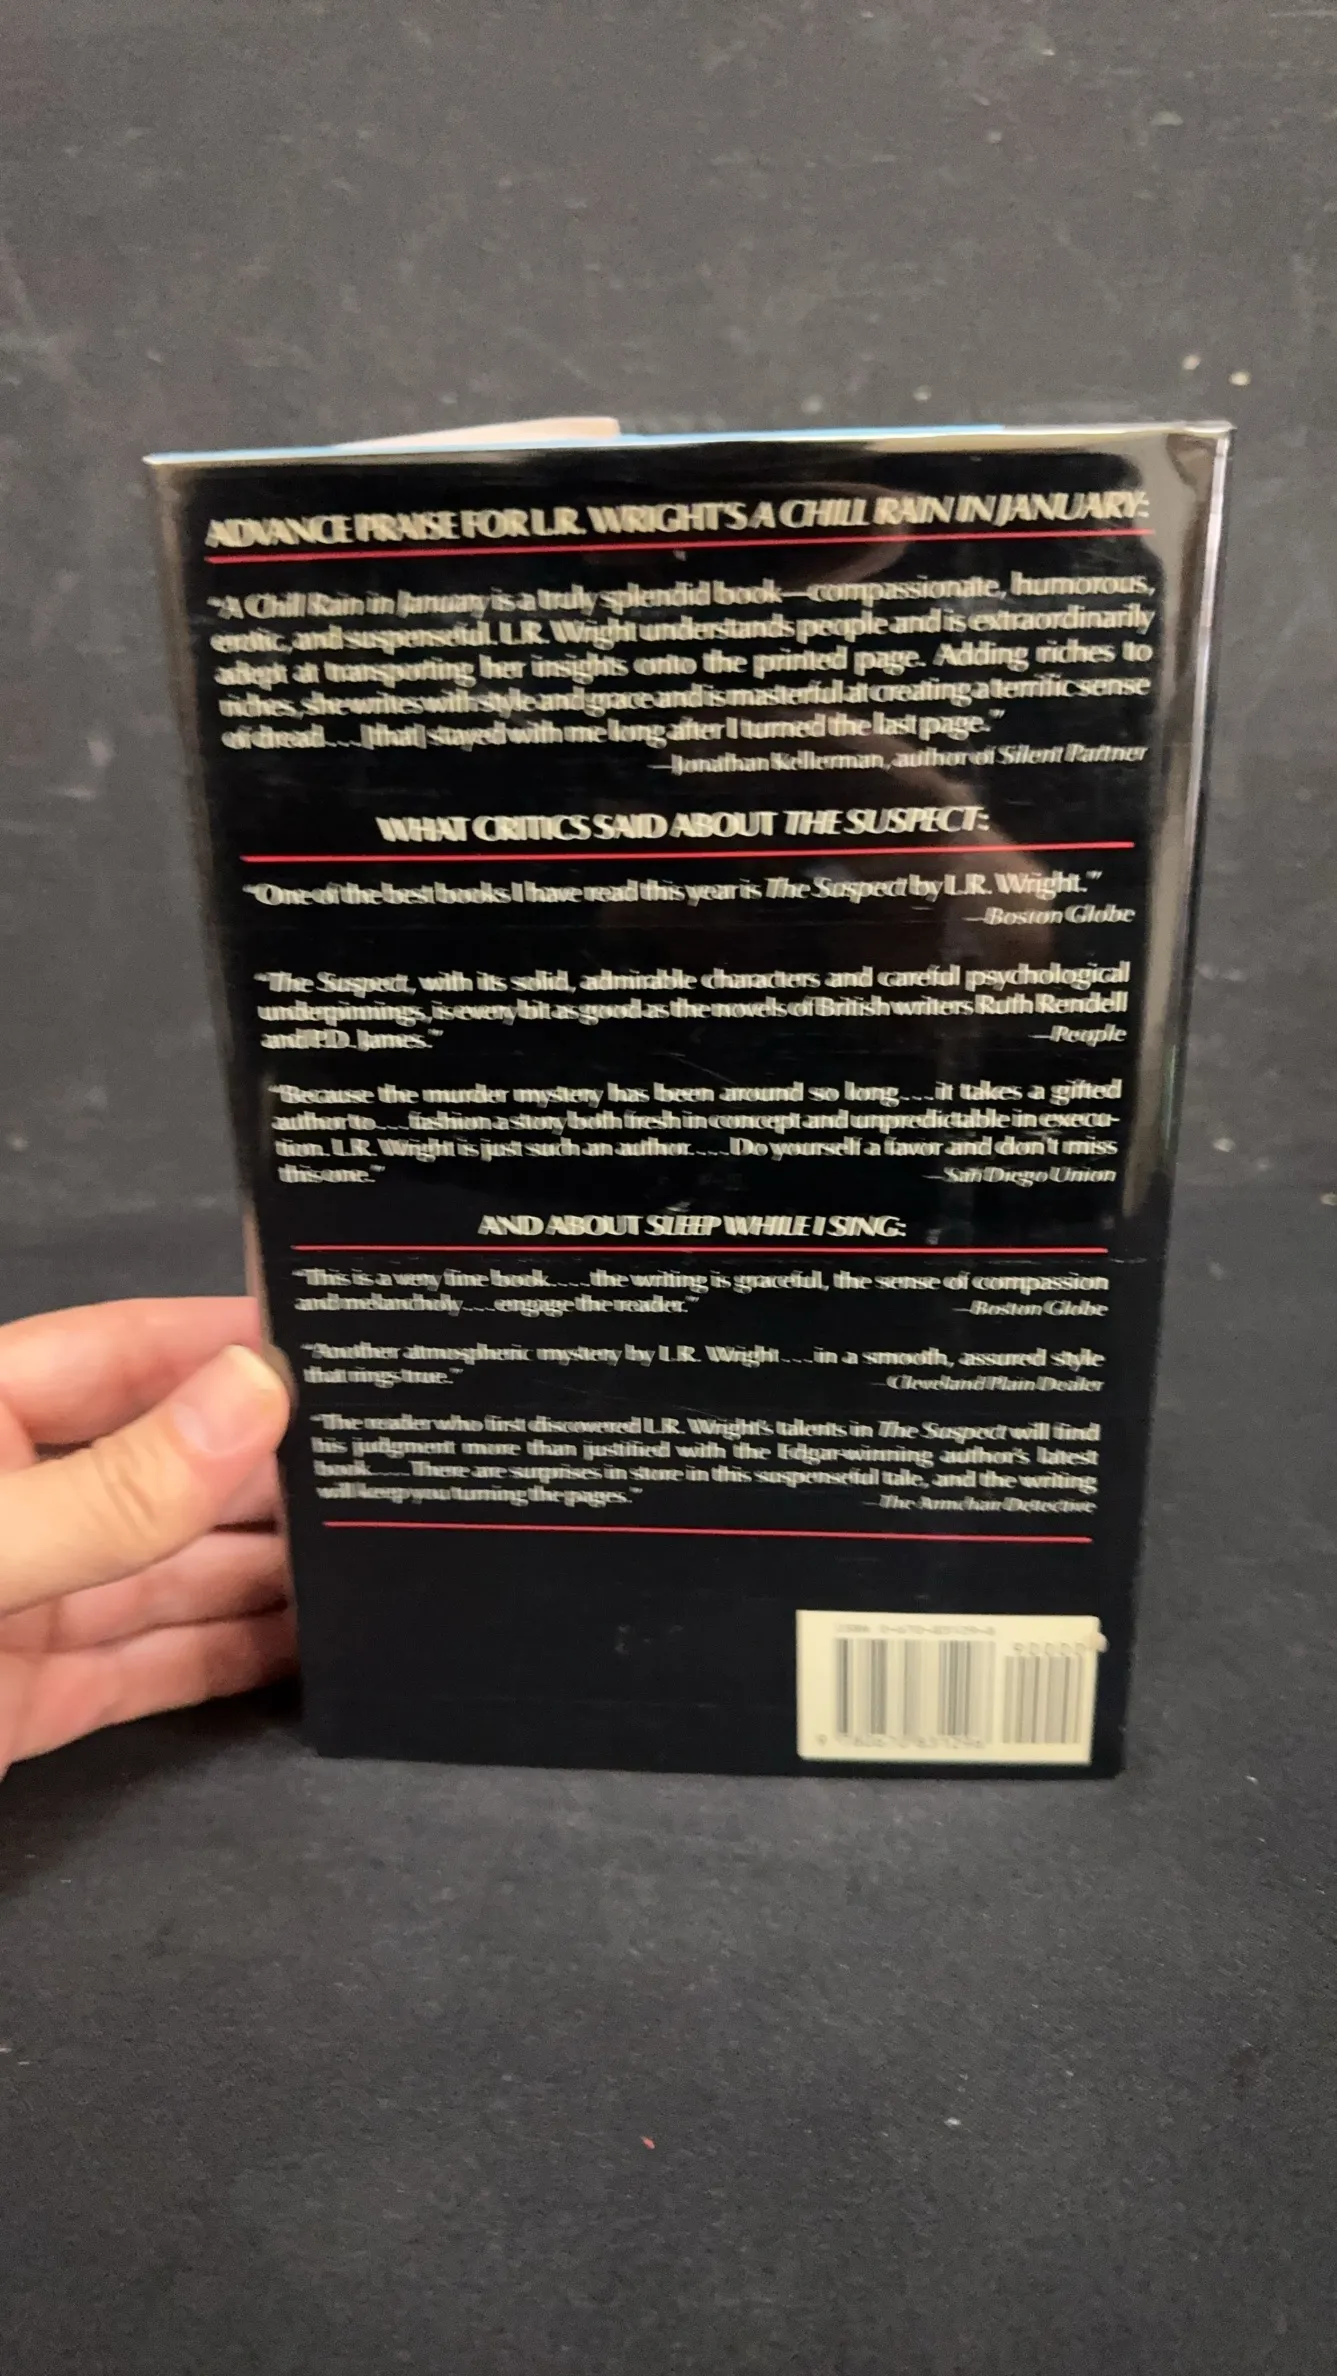 ADVANCE PRAISE FOR L.R. WRIGHT'S A CHILL RAIN IN JANUARY:
“A Chill Rain in January is a truly splendid book—compassionate, humorous,
erotic, and suspenseful. L.R. Wright understands people and is extraordinarily
adept at transporting her insights onto the printed page. Adding riches to
riches, she writes with style and grace and is masterful at creating a terrific sense
of dread. . . . [that] stayed with me long after I turned the last page.”
—Jonathan Kellerman, author of Silent Partner
WHAT CRITICS SAID ABOUT THE SUSPECT:
“One of the best books I have read this year is The Suspect by L.R. Wright.”
—Boston Globe
“The Suspect, with its solid, admirable characters and careful psychological
underpinnings, is every bit as good as the novels of British writers Ruth Rendell
and P.D. James.” —People
“Because the murder mystery has been around so long. . . .it takes a gifted
author to. . . .fashion a story both fresh in concept and unpredictable in execu-
tion. L.R. Wright is just such an author. . . . Do yourself a favor and don't miss
this one.” —San Diego Union
AND ABOUT SLEEP WHILE I SING:
“This is a very fine book. . . .the writing is graceful, the sense of compassion
and melancholy. . . .engage the reader.” —Boston Globe
“Another atmospheric mystery by L.R. Wright. . . .in a smooth, assured style
that rings true.” —Cleveland Plain Dealer
“The reader who first discovered L.R. Wright's talents in The Suspect will find
his judgment more than justified with the Edgar-winning author's latest
book. . . . There are surprises in store in this suspenseful tale, and the writing
will keep you turning the pages.” —The Armchair Detective
ISBN 0-670-83129-6
90000
9 780670 831296